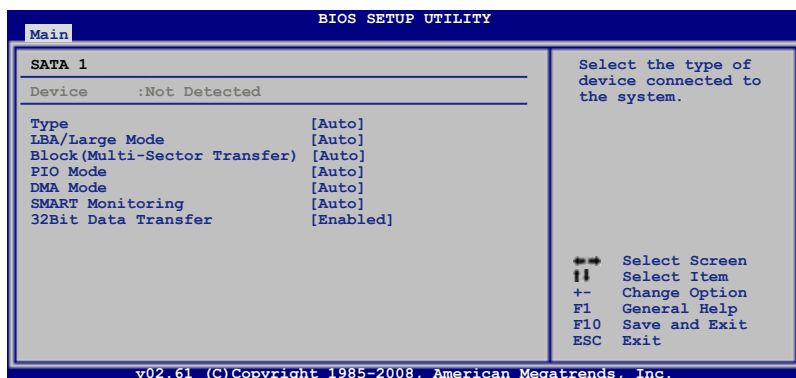 BIOS SETUP UTILITY
Main
SATA 1
Device :Not Detected
Type [Auto]
LBA/Large Mode [Auto]
Block(Multi-Sector Transfer) [Auto]
PIO Mode [Auto]
DMA Mode [Auto]
SMART Monitoring [Auto]
32Bit Data Transfer [Enabled]
Select the type of
device connected to
the system.
←→ Select Screen
↑↓ Select Item
+- Change Option
F1 General Help
F10 Save and Exit
ESC Exit
v02.61 (C)Copyright 1985-2008, American Megatrends, Inc.